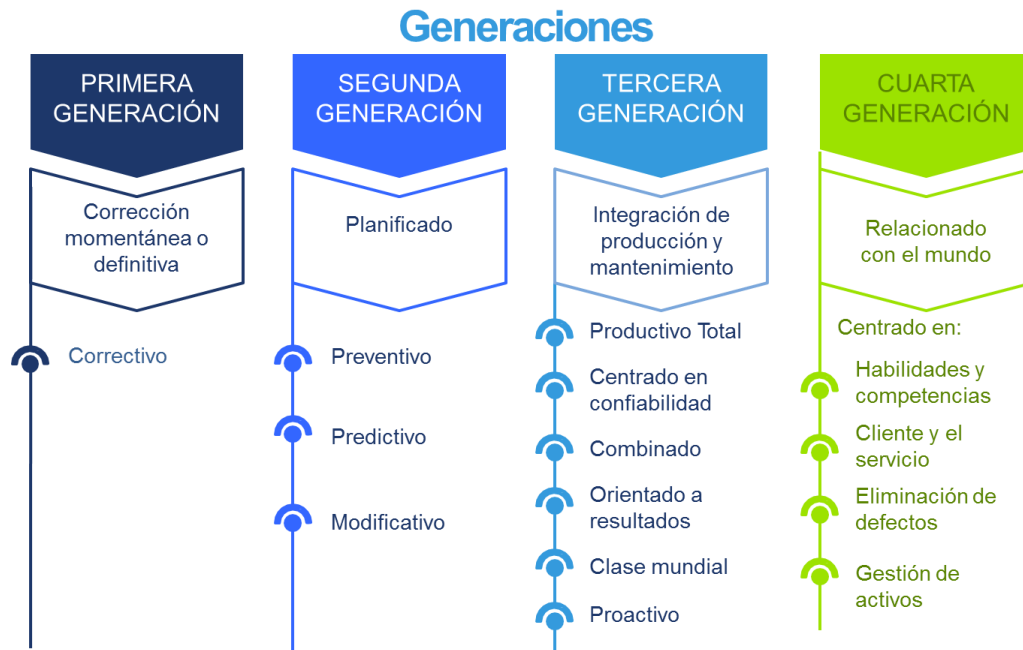 Generaciones
PRIMERA
GENERACIÓN
Corrección
momentánea o
definitiva
Correctivo
SEGUNDA
GENERACIÓN
Planificado
Preventivo
Predictivo
Modificativo
TERCERA
GENERACIÓN
Integración de
producción y
mantenimiento
Productivo Total
Centrado en
confiabilidad
Combinado
Orientado a
resultados
Clase mundial
Proactivo
CUARTA
GENERACIÓN
Relacionado
con el mundo
Centrado en:
Habilidades y
competencias
Cliente y el
servicio
Eliminación de
defectos
Gestión de
activos